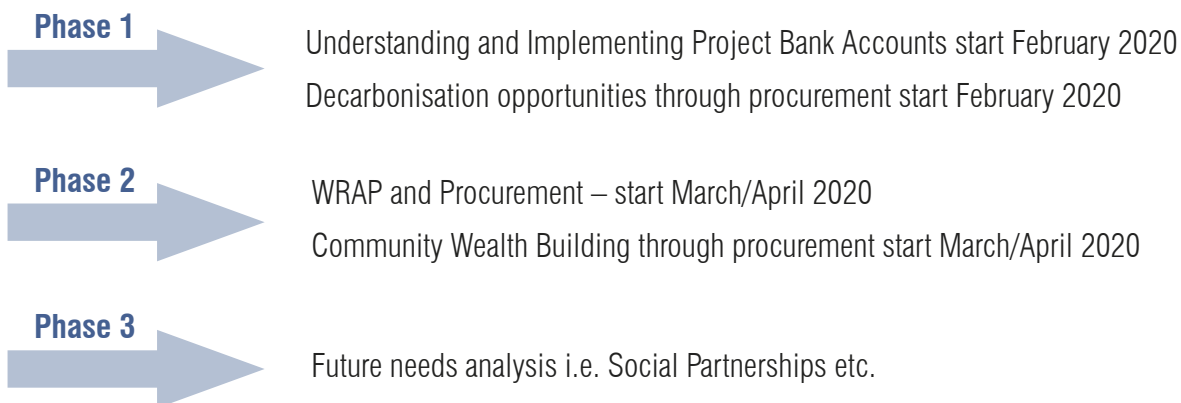 Phase 1
Understanding and Implementing Project Bank Accounts start February 2020
Decarbonisation opportunities through procurement start February 2020
Phase 2
WRAP and Procurement – start March/April 2020
Community Wealth Building through procurement start March/April 2020
Phase 3
Future needs analysis i.e. Social Partnerships etc.